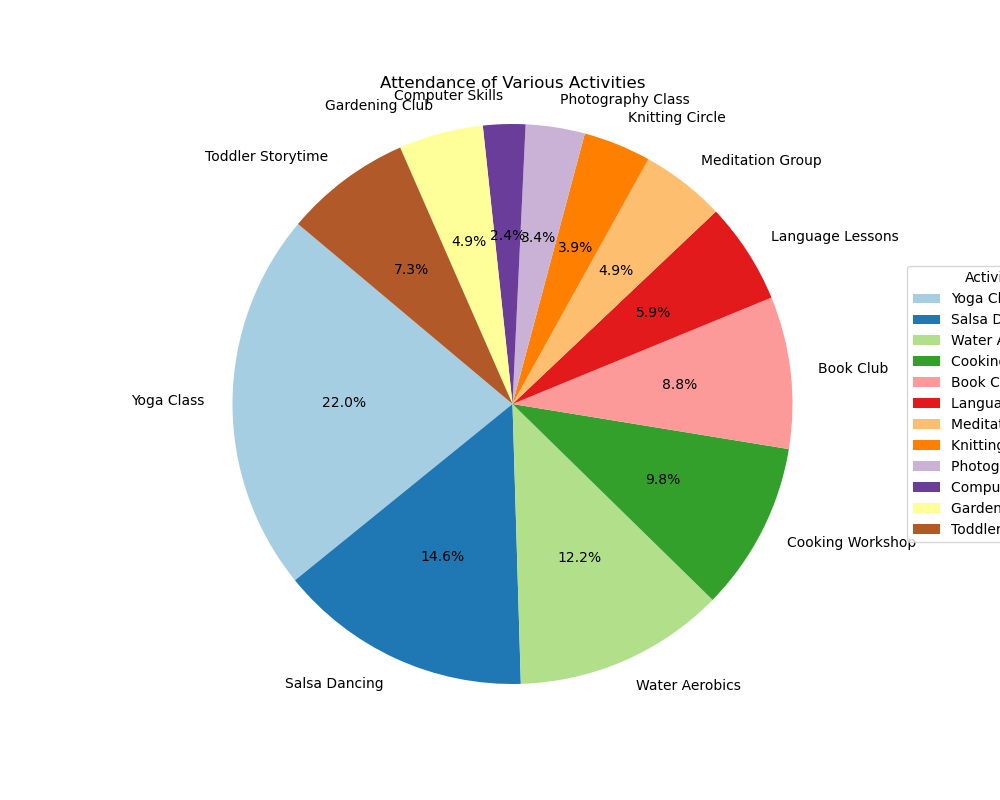 Attendance of Various Activities
Computer Skills
Photography Class
Gardening Club
Knitting Circle
Toddler Storytime
Meditation Group
Language Lessons
Book Club
Yoga Class
Cooking Workshop
Salsa Dancing
Water Aerobics
2.4%
3.4%
4.9%
3.9%
7.3%
4.9%
5.9%
8.8%
22.0%
9.8%
14.6%
12.2%
Activi
Yoga Cl
Salsa D
Water A
Cooking
Book C
Langua
Meditat
Knitting
Photog
Compu
Garden
Toddler